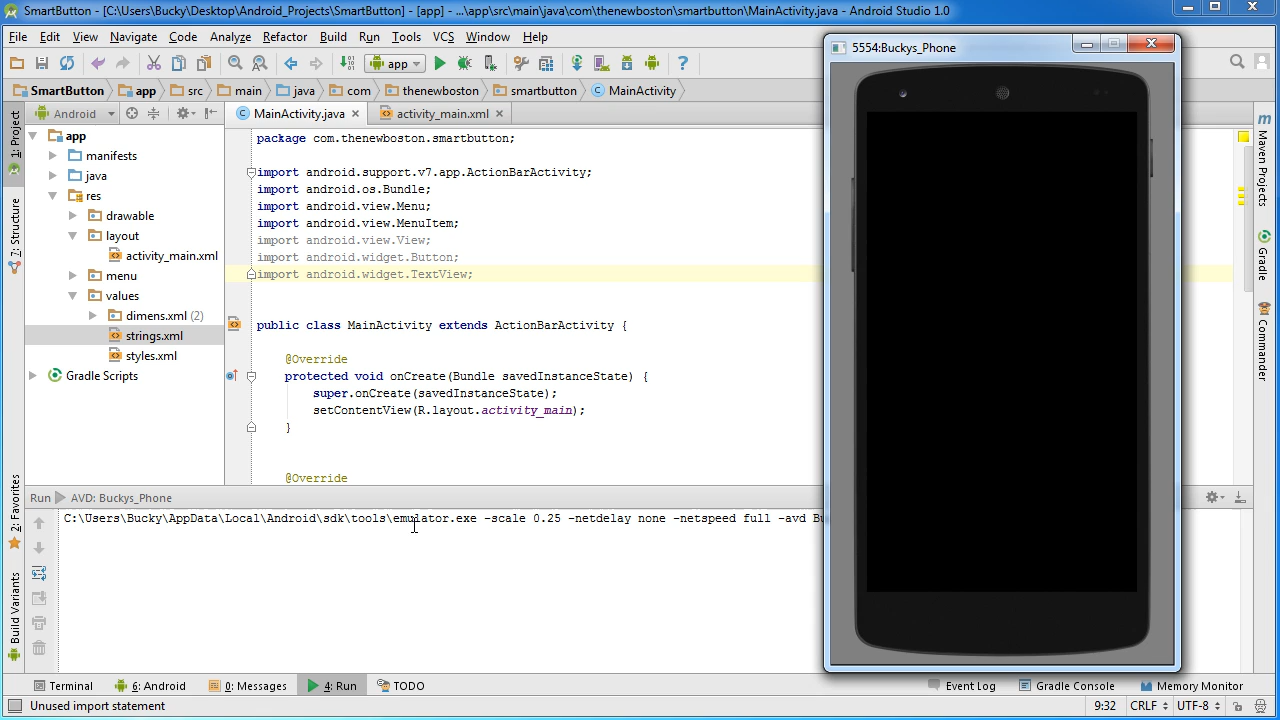 SmartButton - [C:\Users\Bucky\Desktop\Android_Projects\SmartButton] - [app] - ...\app\src\main\java\com\thenewboston\smartbutton\MainActivity.java - Android Studio 1.0
File Edit View Navigate Code Analyze Refactor Build Run Tools VCS Window Help
5554:Buckys_Phone
app
SmartButton app src main java com thenewboston smartbutton MainActivity
Android
MainActivity.java activity_main.xml
1: Project
7: Structure
2: Favorites
Build Variants
app
manifests
java
res
drawable
layout
activity_main.xml
menu
values
dimens.xml (2)
strings.xml
styles.xml
Gradle Scripts
package com.thenewboston.smartbutton;
import android.support.v7.app.ActionBarActivity;
import android.os.Bundle;
import android.view.Menu;
import android.view.MenuItem;
import android.view.View;
import android.widget.Button;
import android.widget.TextView;
public class MainActivity extends ActionBarActivity {
@Override
protected void onCreate(Bundle savedInstanceState) {
super.onCreate(savedInstanceState);
setContentView(R.layout.activity_main);
}
@Override
Maven Projects
Gradle
Commander
Run AVD: Buckys_Phone
C:\Users\Bucky\AppData\Local\Android\sdk\tools\emulator.exe -scale 0.25 -netdelay none -netspeed full -avd Bu
Terminal 6: Android 0: Messages 4: Run TODO Event Log Gradle Console Memory Monitor
Unused import statement 9:32 CRLF UTF-8